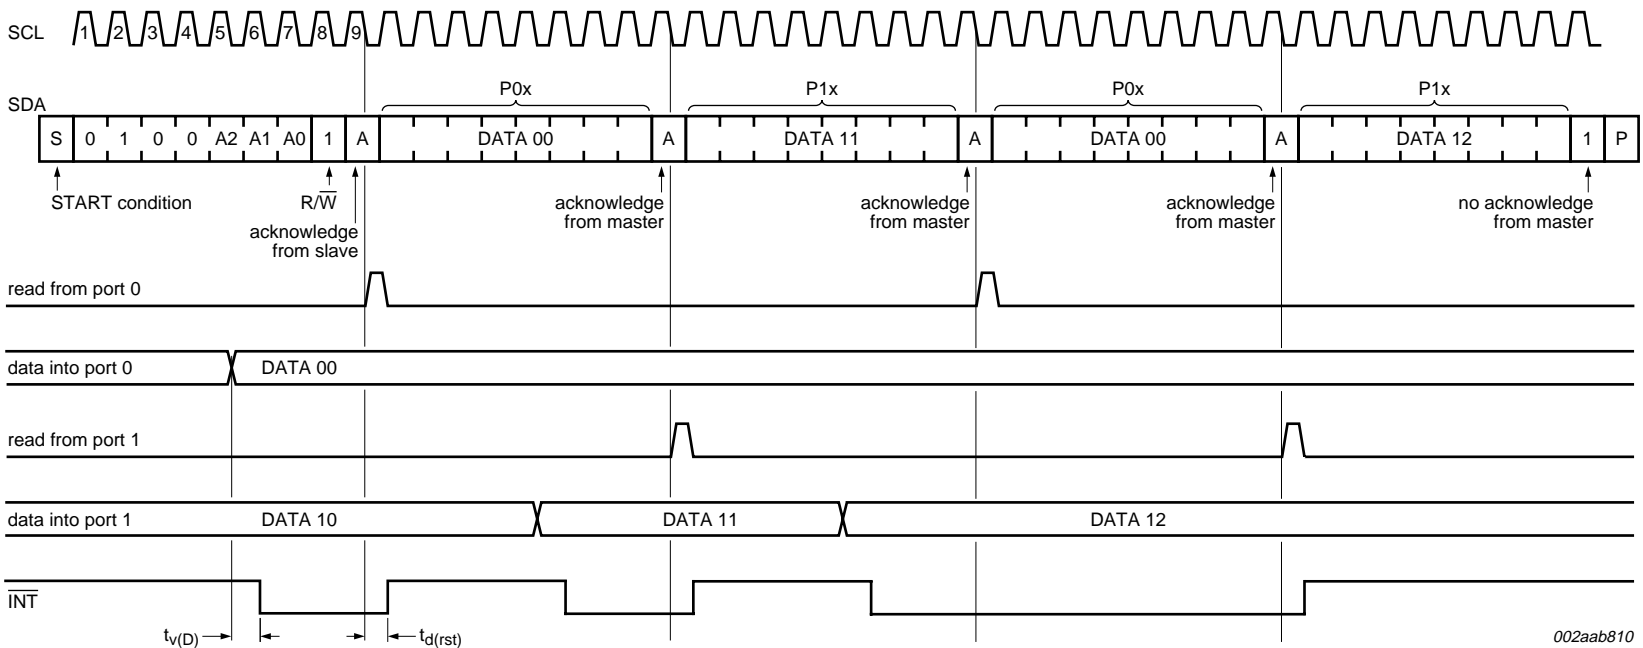 SCL 1 2 3 4 5 6 7 8 9
P0x P1x P0x P1x
SDA
S 0 1 0 0 A2 A1 A0 1 A DATA 00 A DATA 11 A DATA 00 A DATA 12 1 P
START condition
R/W
acknowledge
from slave
acknowledge
from master
acknowledge
from master
acknowledge
from master
no acknowledge
from master
read from port 0
data into port 0 DATA 00
read from port 1
data into port 1 DATA 10 DATA 11 DATA 12
INT
tv(D) td(rst)
002aab810